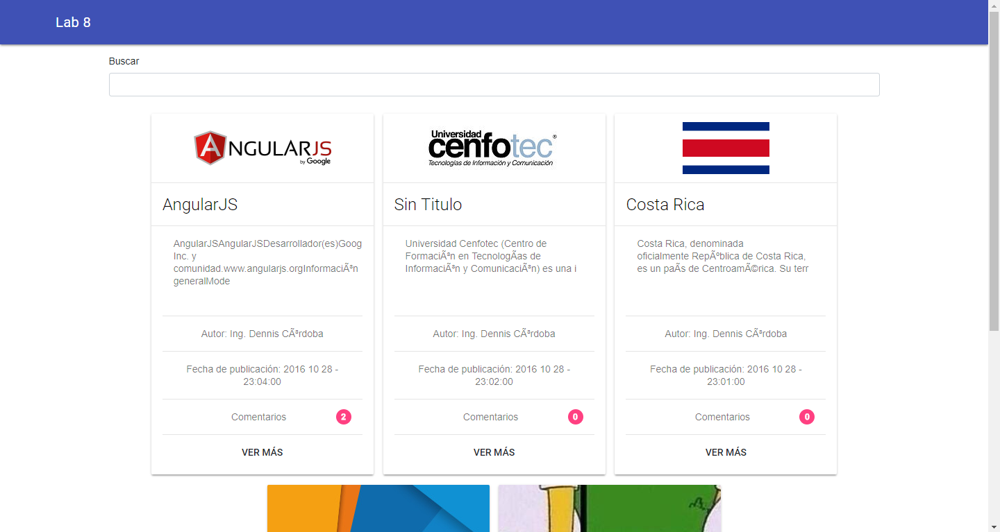 Lab 8
Buscar
ANGULARJS
by Google
AngularJS
AngularJSAngularJSDesarrollador(es)Goog
Inc. y
comunidad.www.angularjs.orgInformaciÃ³n
generalMode
Autor: Ing. Dennis CÃ³rdoba
Fecha de publicación: 2016 10 28 -
23:04:00
Comentarios 2
VER MÁS
Universidad
cenfotec®
Tecnologías de Información y Comunicación
Sin Titulo
Universidad Cenfotec (Centro de
FormaciÃ³n en TecnologÃas de
InformaciÃ³n y ComunicaciÃ³n) es una i
Autor: Ing. Dennis CÃ³rdoba
Fecha de publicación: 2016 10 28 -
23:02:00
Comentarios 0
VER MÁS
Costa Rica
Costa Rica, denominada
oficialmente RepÃºblica de Costa Rica,
es un paÃs de CentroamÃ©rica. Su terr
Autor: Ing. Dennis CÃ³rdoba
Fecha de publicación: 2016 10 28 -
23:01:00
Comentarios 0
VER MÁS